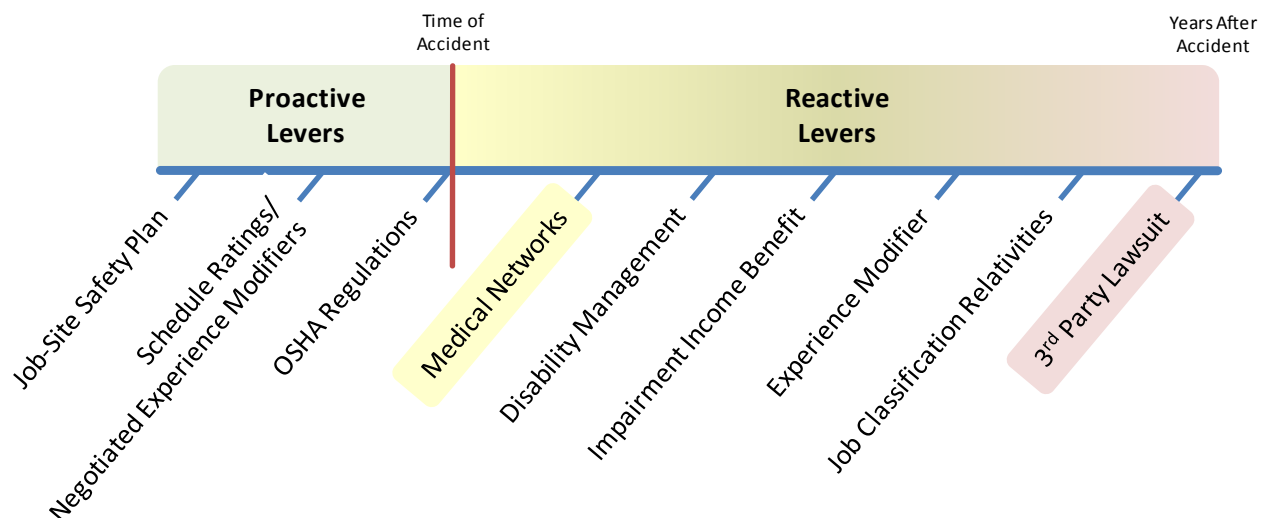 Time of
Accident
Years After
Accident
Proactive
Levers
Reactive
Levers
Job-Site Safety Plan
Schedule Ratings/
Negotiated Experience Modifiers
OSHA Regulations
Medical Networks
Disability Management
Impairment Income Benefit
Experience Modifier
Job Classification Relativities
3rd Party Lawsuit